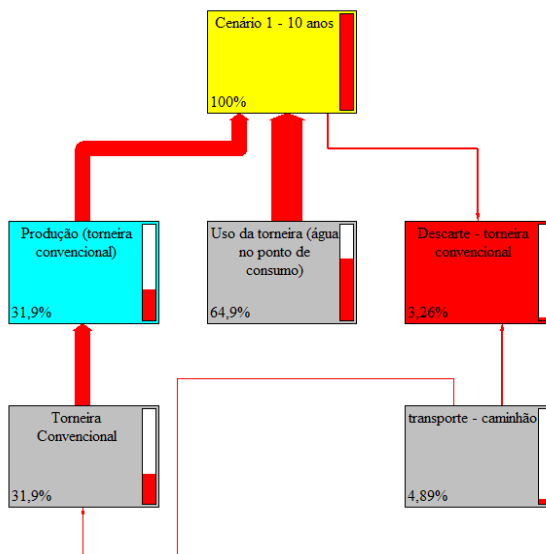 Cenário 1 - 10 anos
100%
Produção (torneira
convencional)
31,9%
Uso da torneira (água
no ponto de
consumo)
64,9%
Descarte - torneira
convencional
3,26%
Torneira
Convencional
31,9%
transporte - caminhão
4,89%